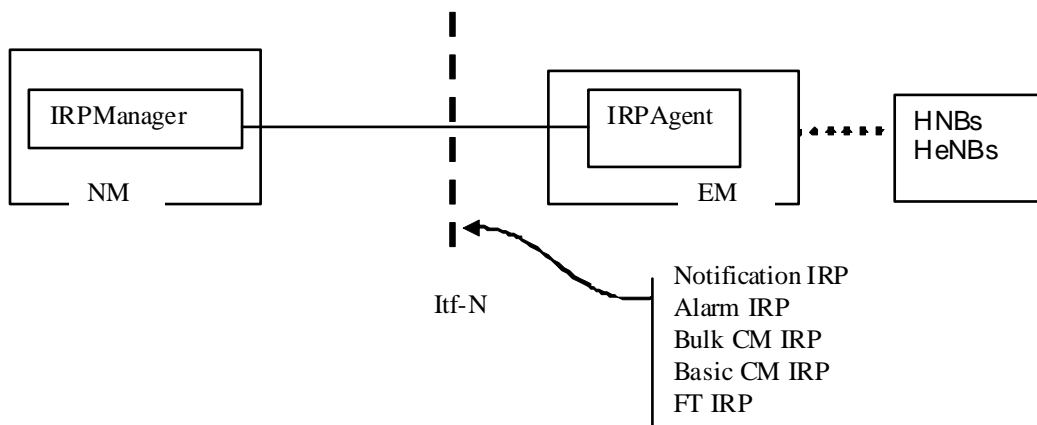 IRPManager
NM
IRPAgent
EM
HNBs
HeNBs
Itf-N
Notification IRP
Alarm IRP
Bulk CM IRP
Basic CM IRP
FT IRP